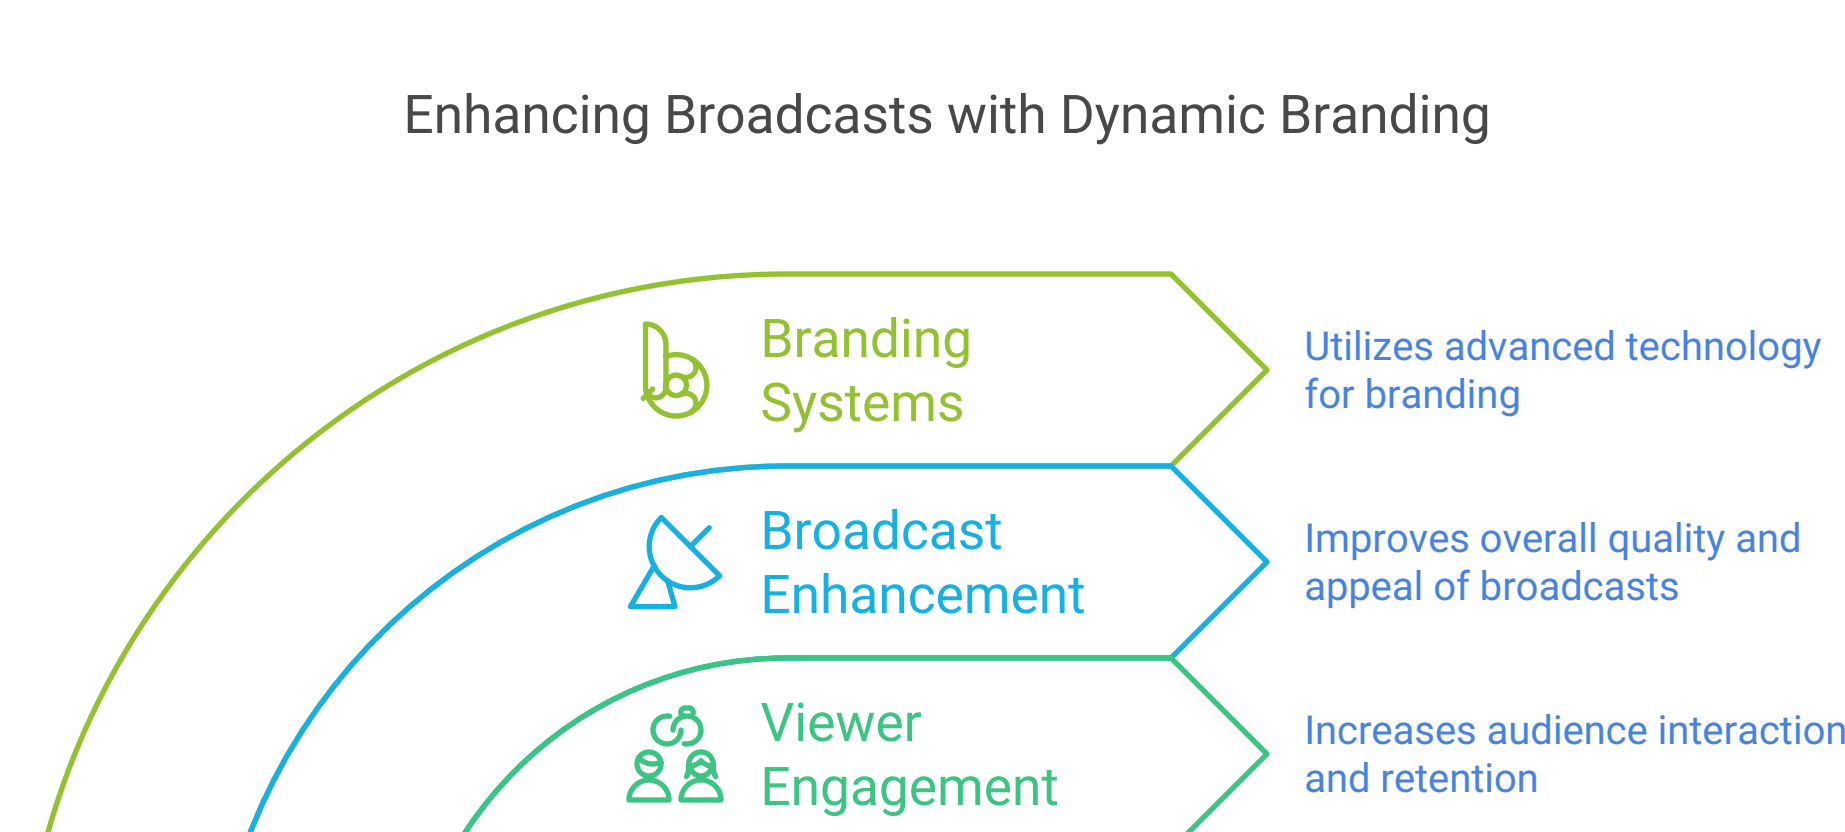 Enhancing Broadcasts with Dynamic Branding
Branding
Systems
Utilizes advanced technology
for branding
Broadcast
Enhancement
Improves overall quality and
appeal of broadcasts
Viewer
Engagement
Increases audience interaction
and retention